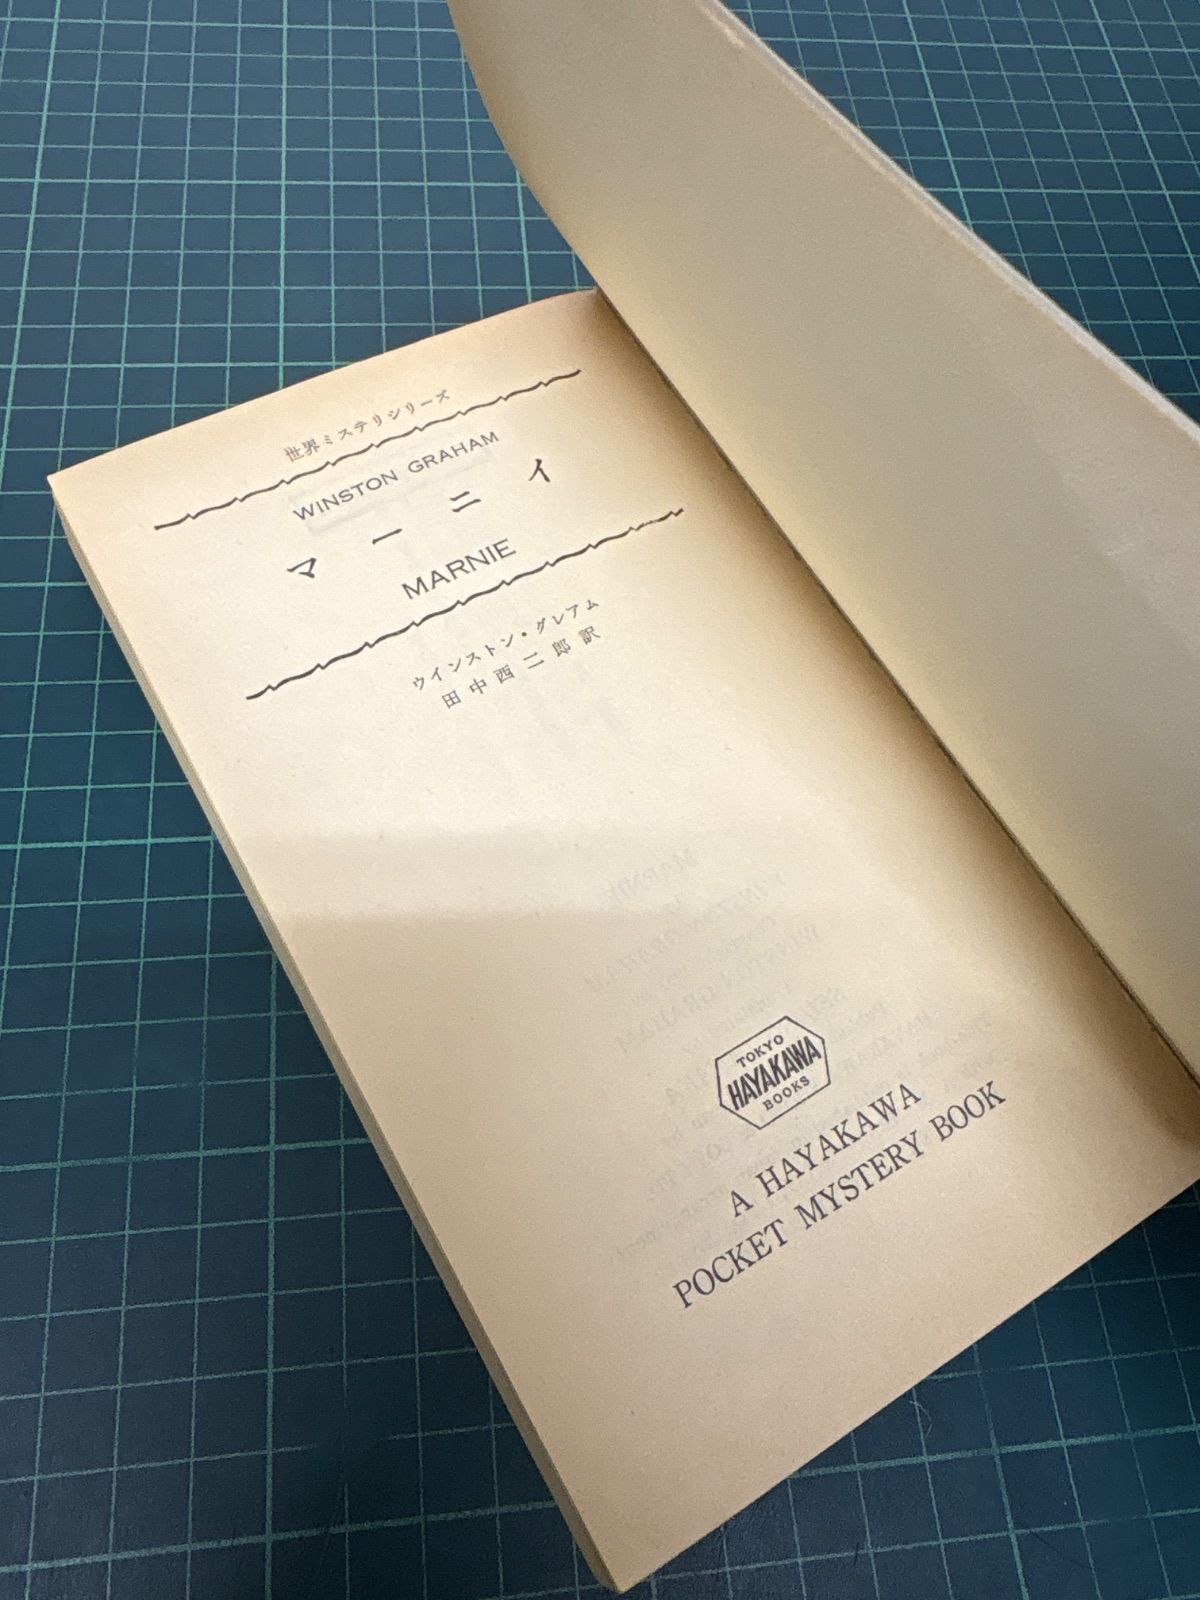 世界ミステリシリーズ
WINSTON GRAHAM
マーニイ
MARNIE
ウインストン・グレアム
田中西二郎訳
TOKYO
HAYAKAWA
BOOKS
A HAYAKAWA
POCKET MYSTERY BOOK